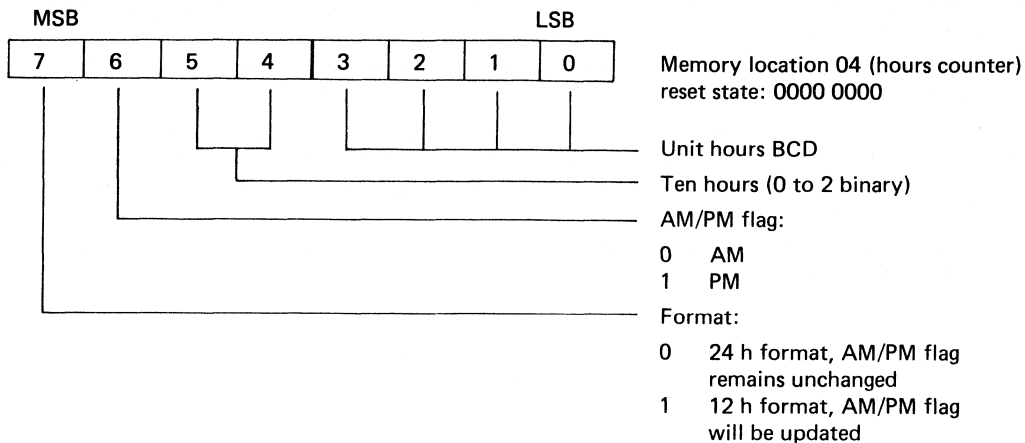 MSB LSB
7 6 5 4 3 2 1 0
Memory location 04 (hours counter)
reset state: 0000 0000
Unit hours BCD
Ten hours (0 to 2 binary)
AM/PM flag:
0 AM
1 PM
Format:
0 24 h format, AM/PM flag
remains unchanged
1 12 h format, AM/PM flag
will be updated